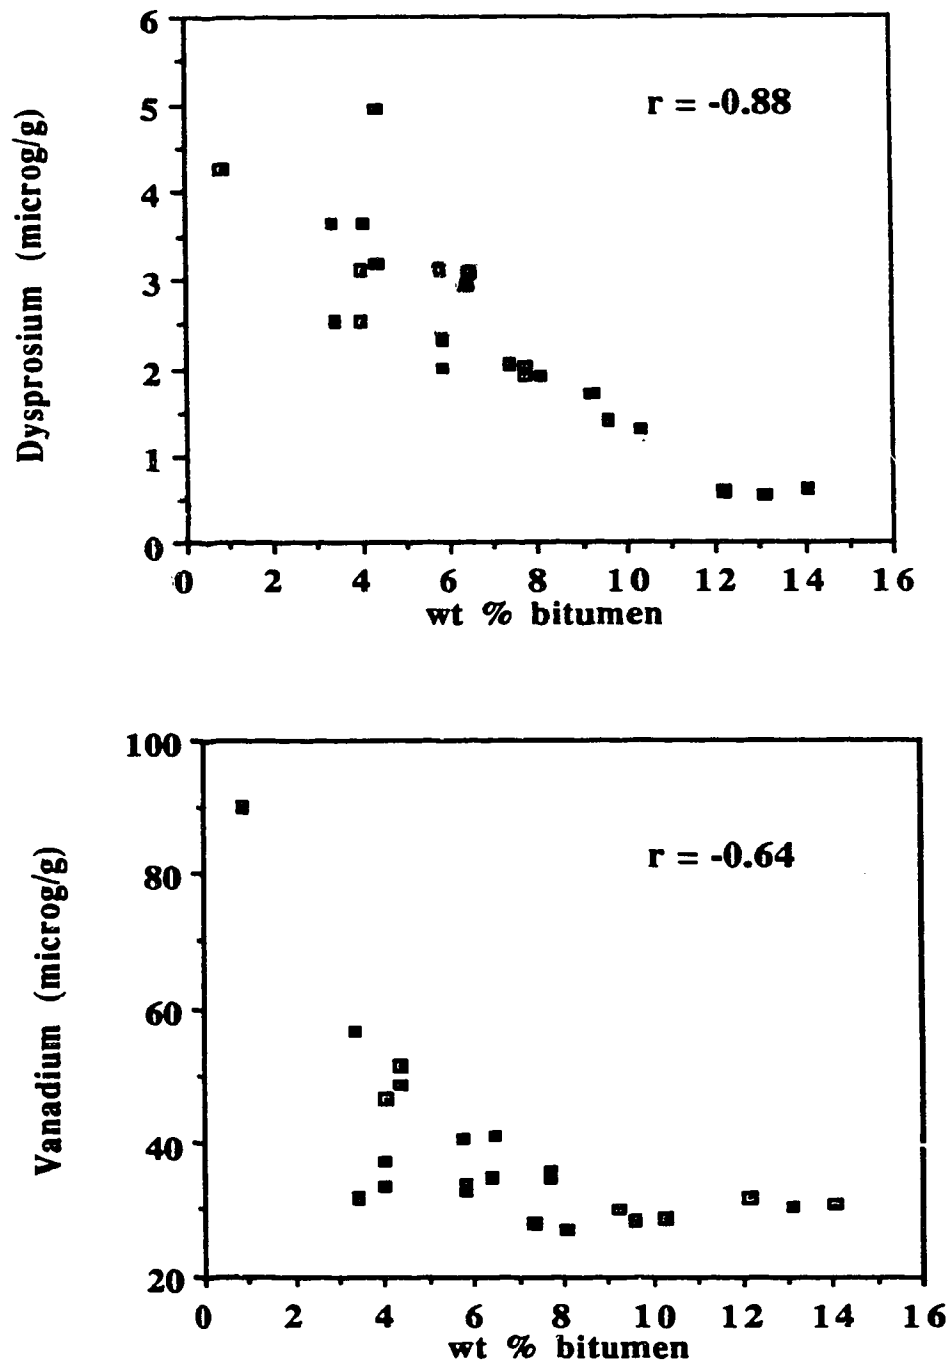 6
r = -0.88
5
4
3
2
1
0
Dysprosium (microg/g)
0 2 4 6 8 10 12 14 16
wt % bitumen
100
r = -0.64
80
60
40
20
Vanadium (microg/g)
0 2 4 6 8 10 12 14 16
wt % bitumen